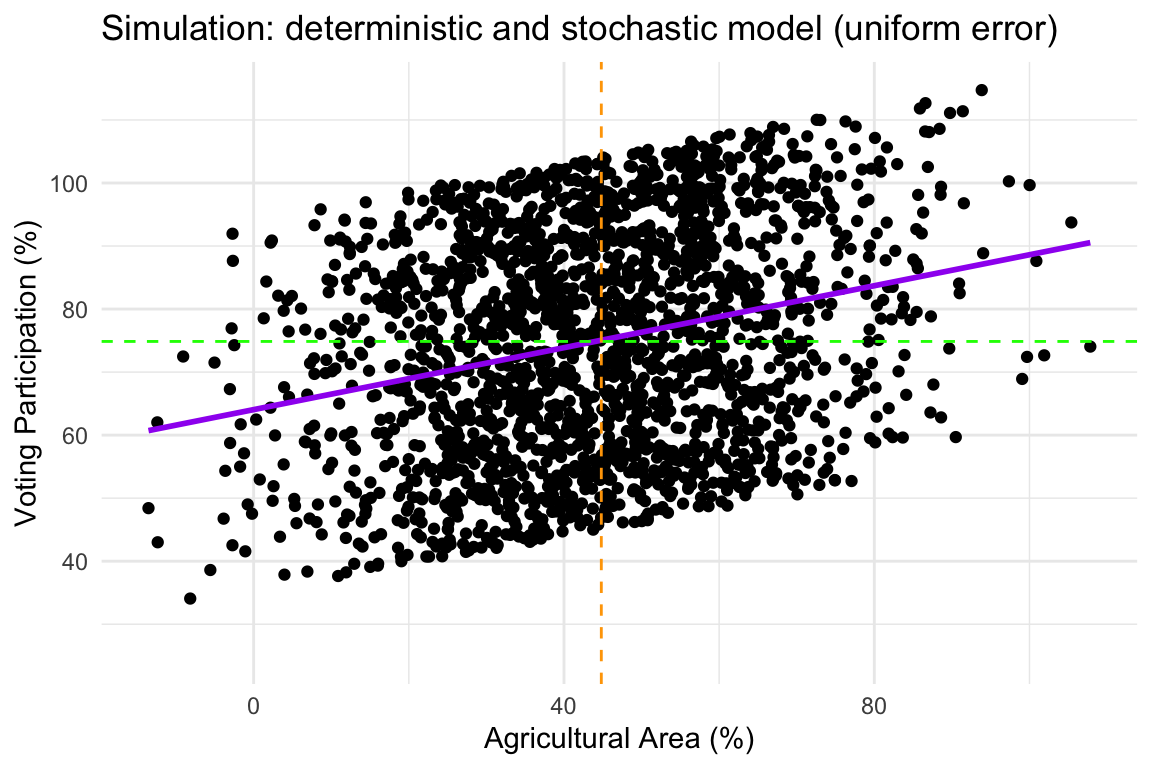 Simulation: deterministic and stochastic model (uniform error)
Voting Participation (%)
100
80
60
40
0 40 80
Agricultural Area (%)